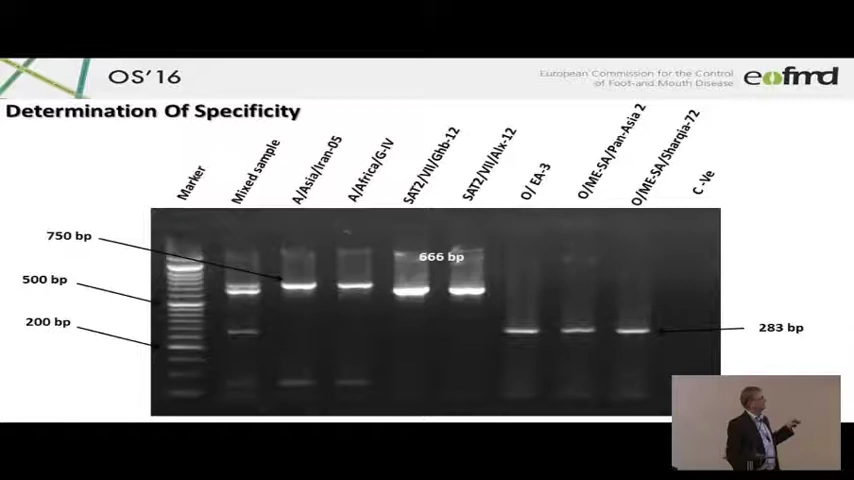 OS'16
European Commission for the Control
of Foot-and-Mouth Disease
eofmd
Determination Of Specificity
Marker
Mixed sample
A/Asia/Iran-05
A/Africa/G-IV
SAT2/VII/Ghb-12
SAT2/VII/Alx-12
O/ EA-3
O/ME-SA/Pan-Asia 2
O/ME-SA/Sharqia-72
C -Ve
750 bp
666 bp
500 bp
200 bp
283 bp